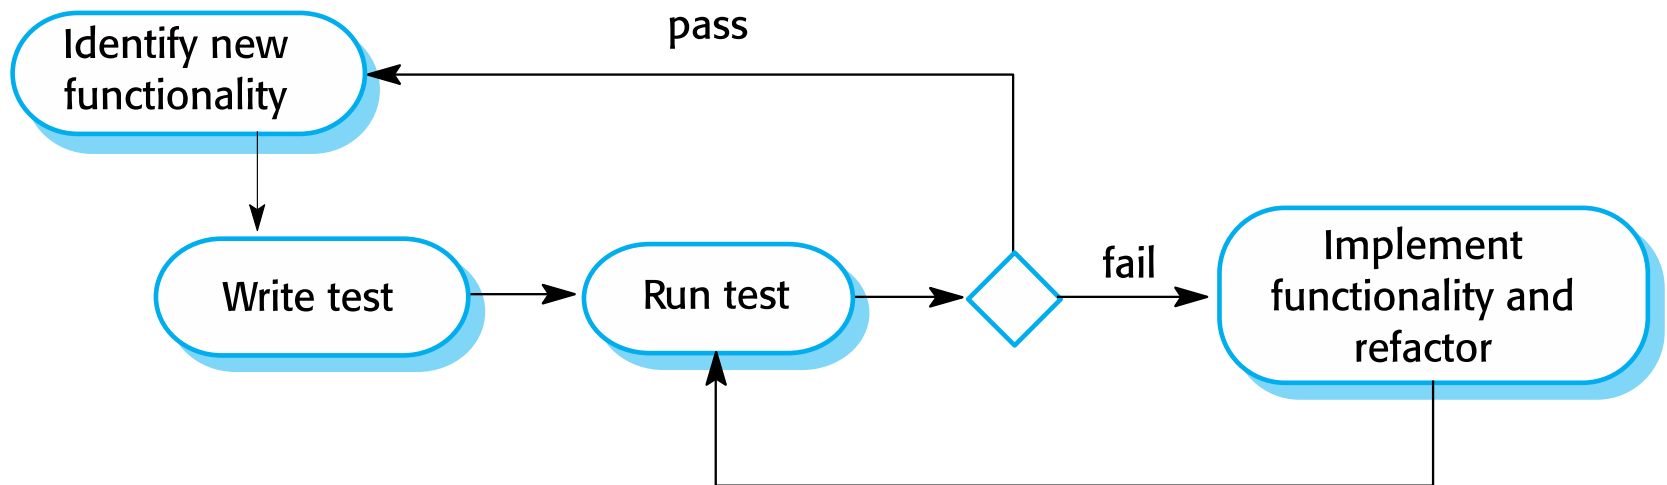 Identify new
functionality
pass
Write test
Run test
fail
Implement
functionality and
refactor